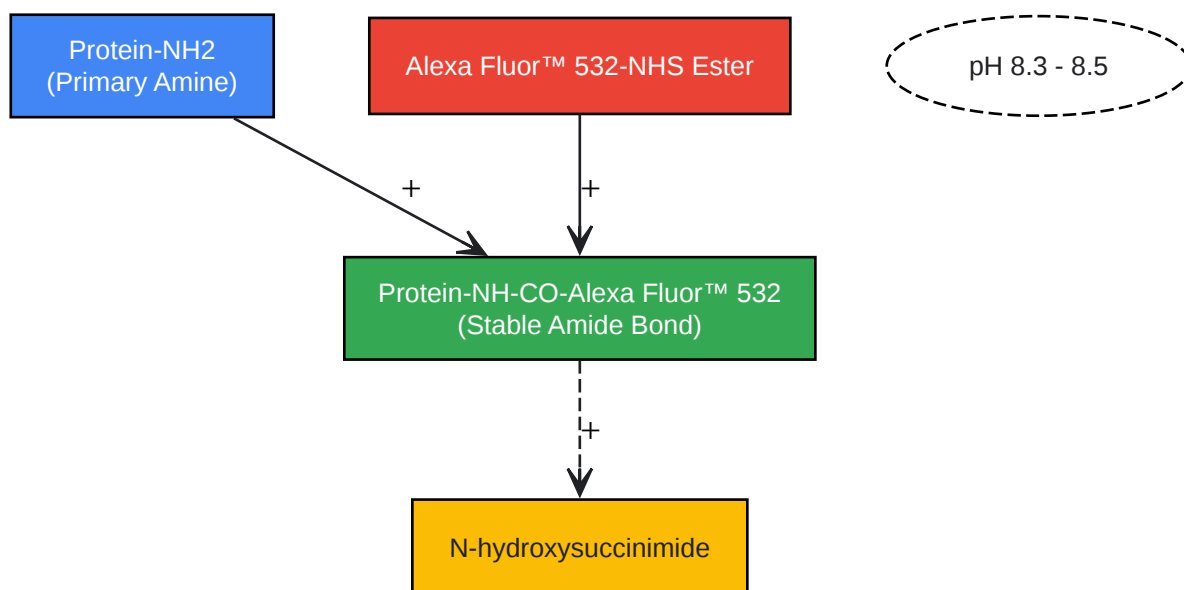 Protein-NH2
(Primary Amine)
Alexa Fluor™ 532-NHS Ester
pH 8.3 - 8.5
+
+
Protein-NH-CO-Alexa Fluor™ 532
(Stable Amide Bond)
+
N-hydroxysuccinimide